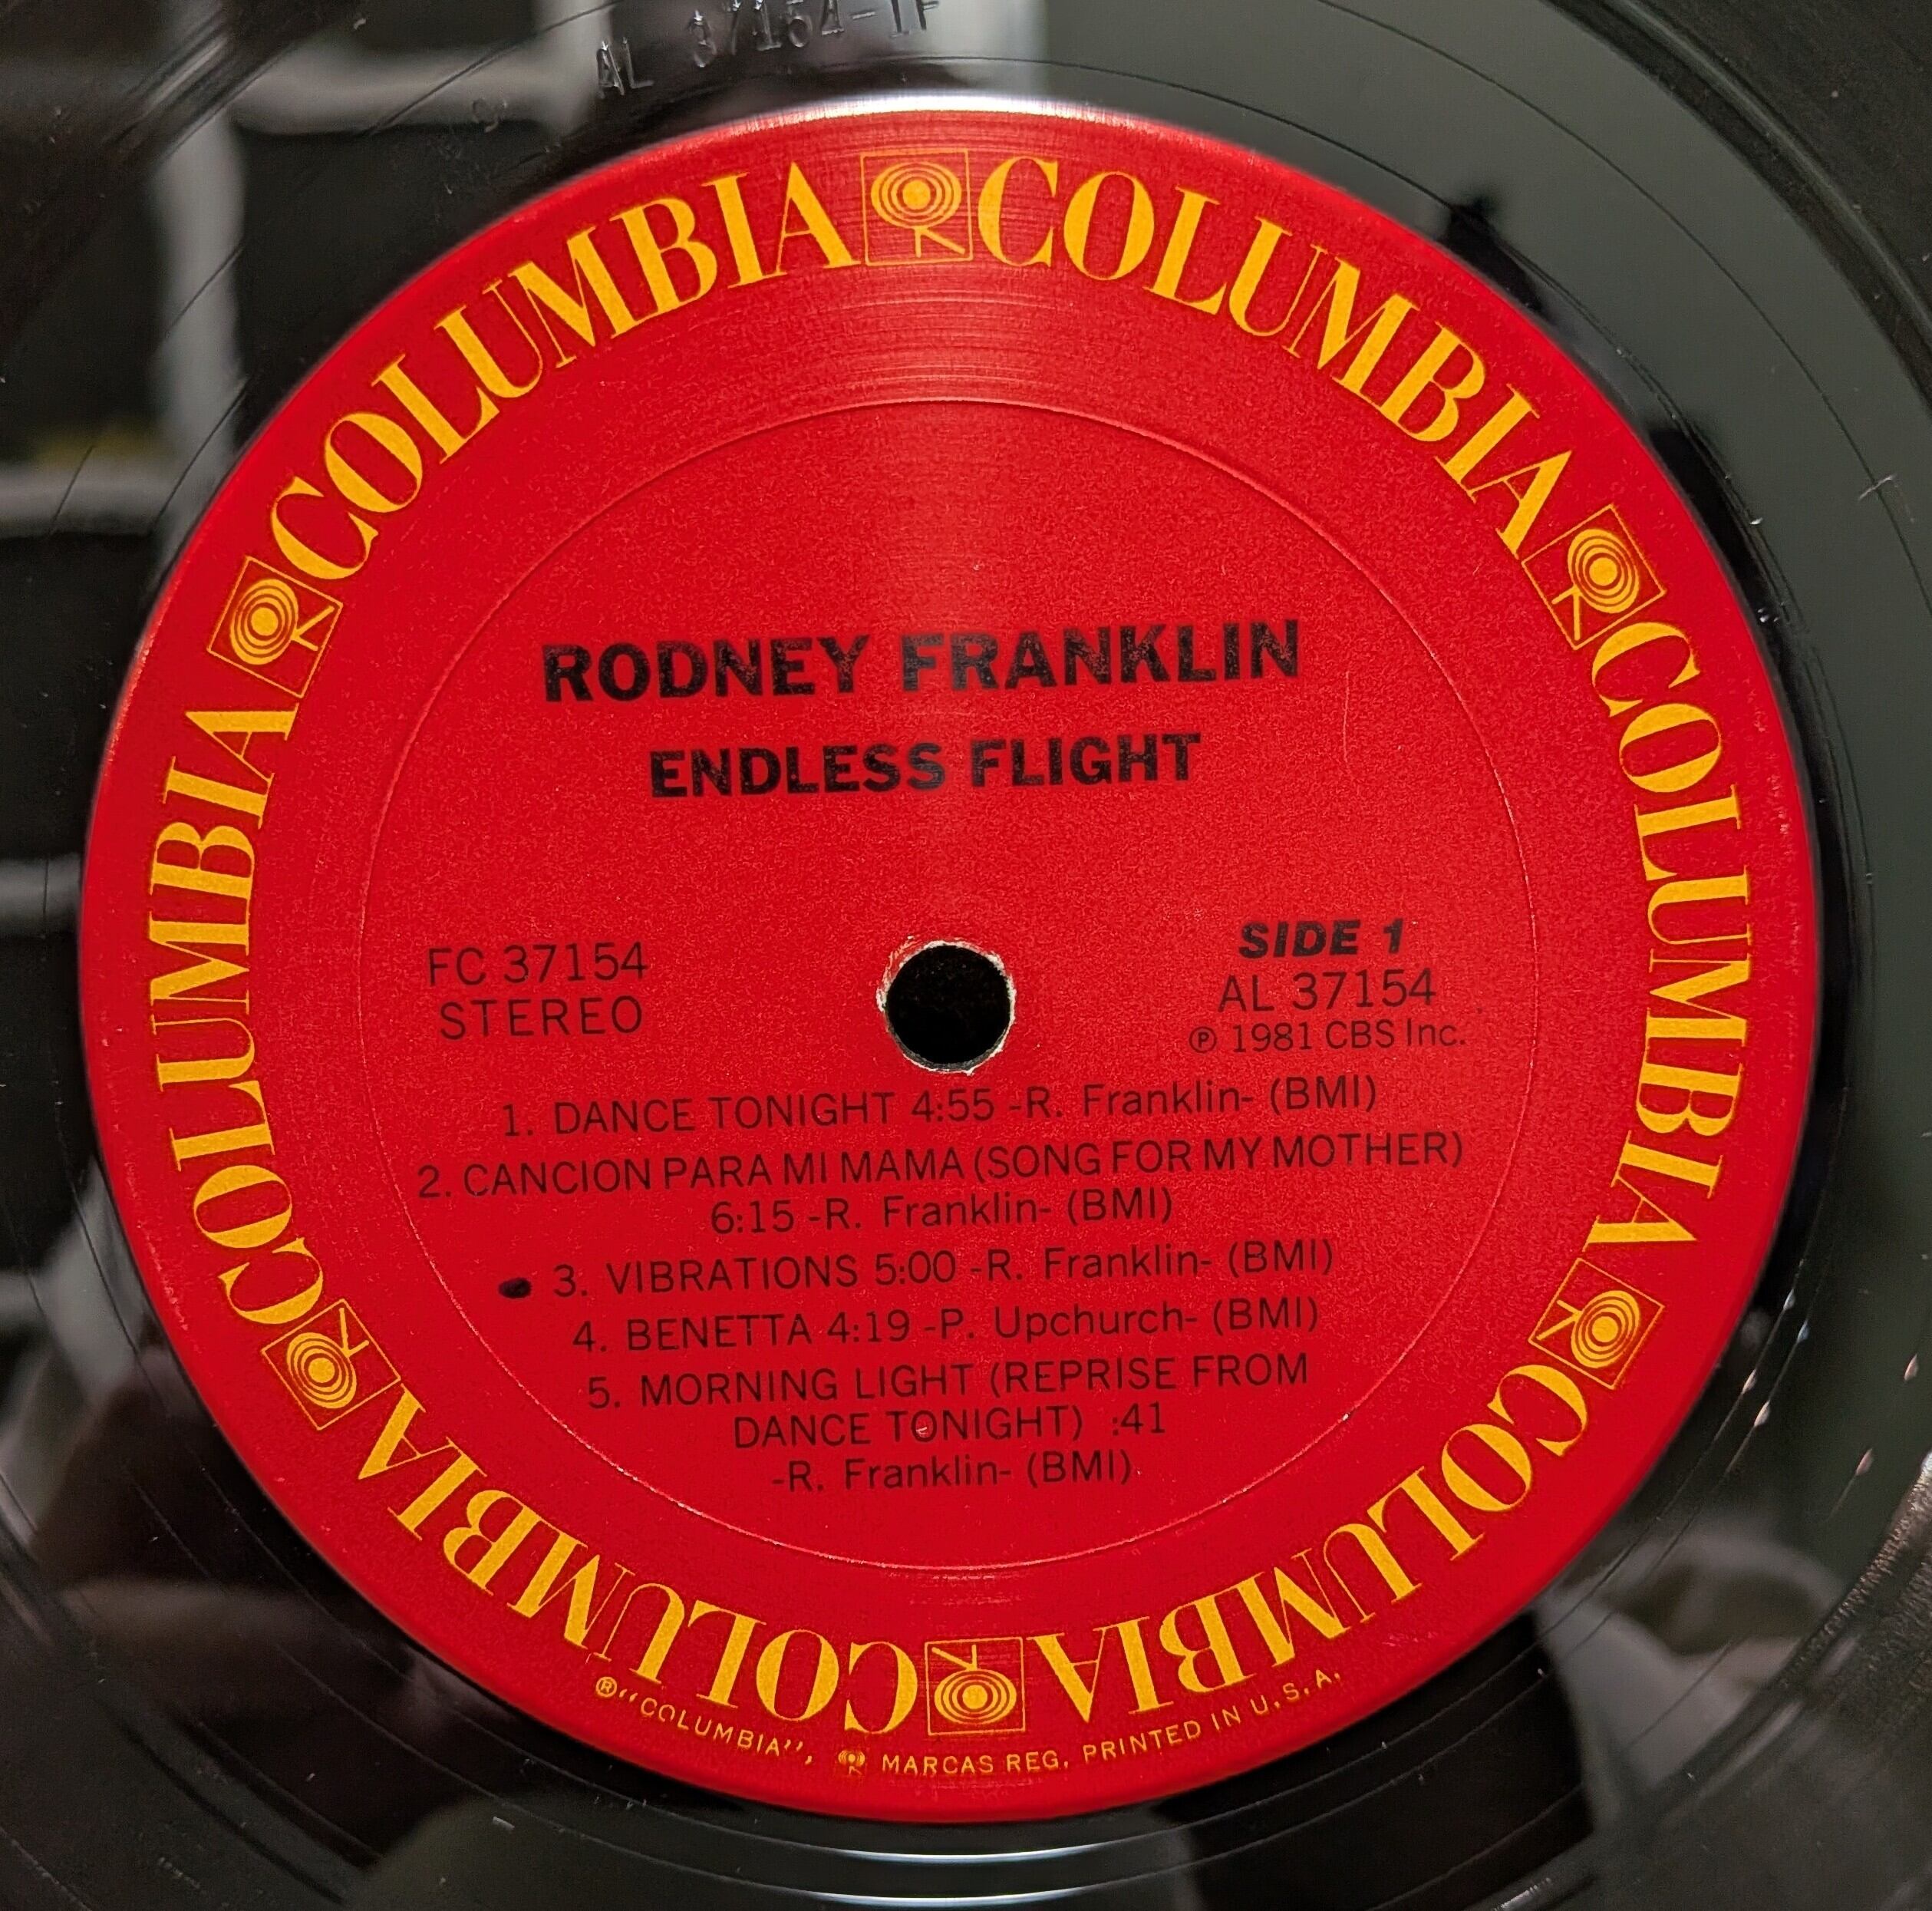 AL 37154-1F
COLUMBIA COLUMBIA COLUMBIA COLUMBIA COLUMBIA COLUMBIA
RODNEY FRANKLIN
ENDLESS FLIGHT
FC 37154
STEREO
SIDE 1
AL 37154
℗ 1981 CBS Inc.
1. DANCE TONIGHT 4:55 -R. Franklin- (BMI)
2. CANCION PARA MI MAMA (SONG FOR MY MOTHER)
6:15 -R. Franklin- (BMI)
3. VIBRATIONS 5:00 -R. Franklin- (BMI)
4. BENETTA 4:19 -P. Upchurch- (BMI)
5. MORNING LIGHT (REPRISE FROM
DANCE TONIGHT) :41
-R. Franklin- (BMI)
®"COLUMBIA", MARCAS REG. PRINTED IN U.S.A.